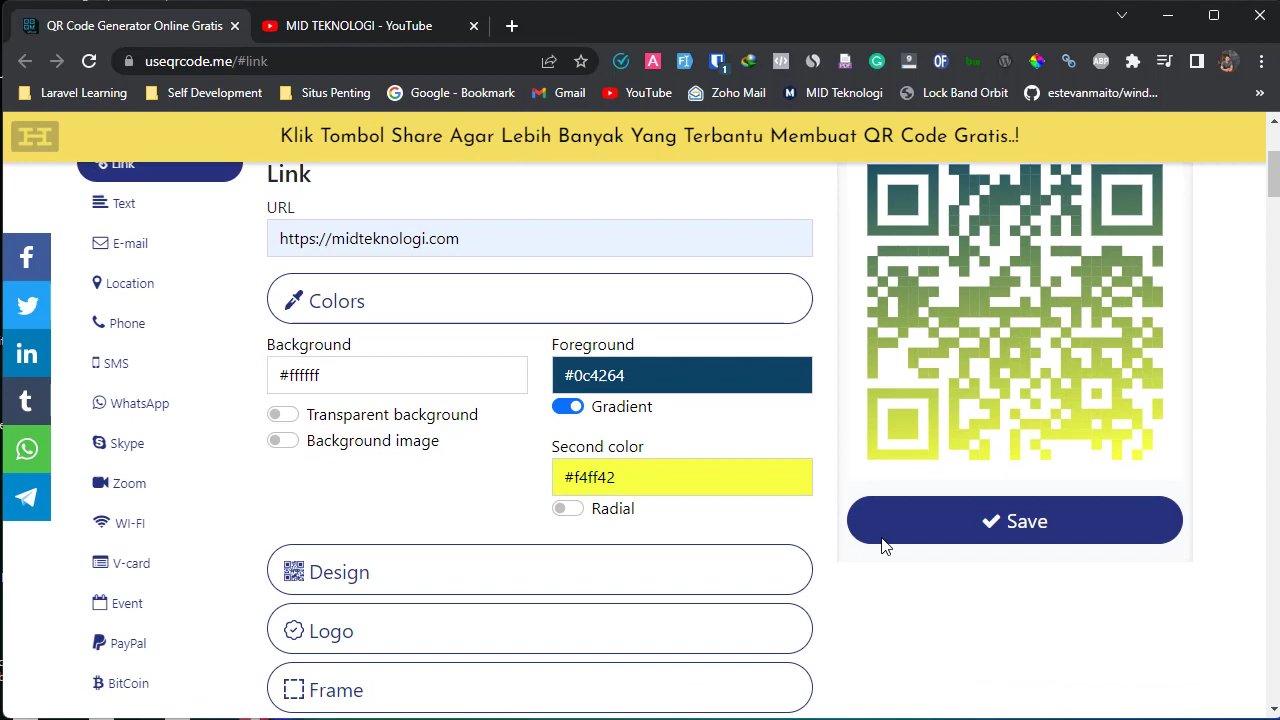 QR Code Generator Online Gratis
MID TEKNOLOGI - YouTube
useqrcode.me/#link
Laravel Learning
Self Development
Situs Penting
Google - Bookmark
Gmail
YouTube
Zoho Mail
MID Teknologi
Lock Band Orbit
estevanmaito/wind...
»
Klik Tombol Share Agar Lebih Banyak Yang Terbantu Membuat QR Code Gratis..!
Link
Text
E-mail
Location
Phone
SMS
WhatsApp
Skype
Zoom
WI-FI
V-card
Event
PayPal
BitCoin
Link
URL
https://midteknologi.com
Colors
Background
#ffffff
Transparent background
Background image
Foreground
#0c4264
Gradient
Second color
#f4ff42
Radial
Design
Logo
Frame
Save